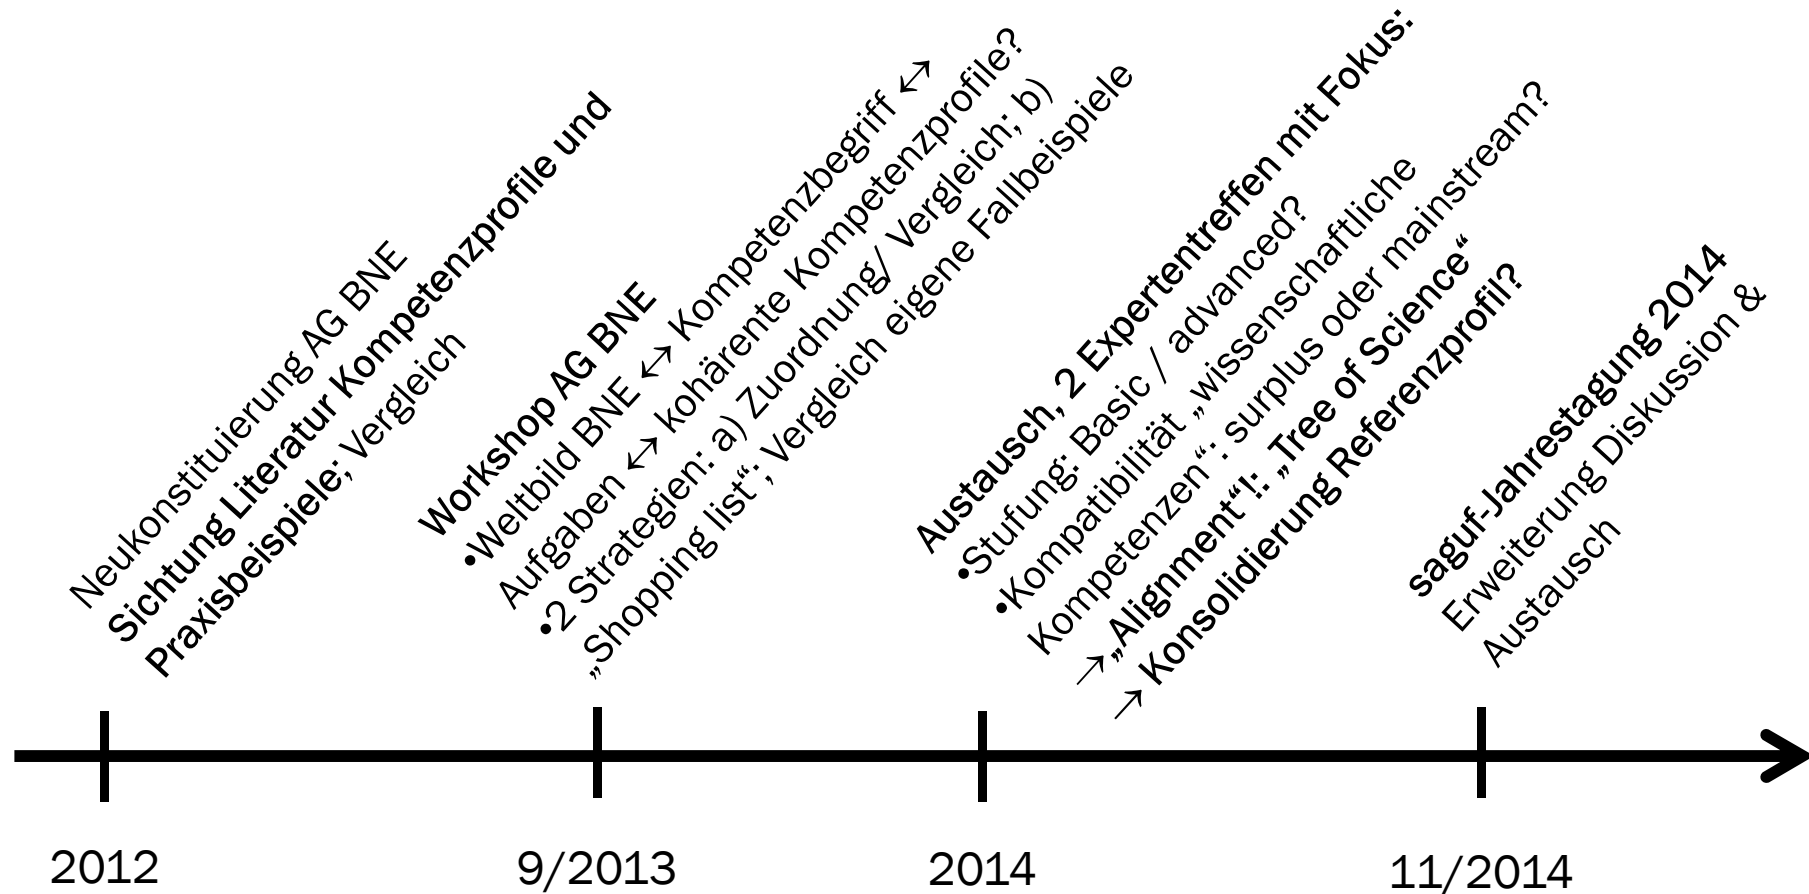 Neukonstituierung AG BNE
Sichtung Literatur Kompetenzprofile und
Praxisbeispiele; Vergleich
Workshop AG BNE
•Weltbild BNE ↔ Kompetenzbegriff ↔
Aufgaben ↔ kohärente Kompetenzprofile?
•2 Strategien: a) Zuordnung/ Vergleich; b)
„Shopping list“; Vergleich eigene Fallbeispiele
Austausch, 2 Expertentreffen mit Fokus:
•Stufung: Basic / advanced?
•Kompatibilität „wissenschaftliche
Kompetenzen“: surplus oder mainstream?
→„Alignment“!: „Tree of Science“
→ Konsolidierung Referenzprofil?
saguf-Jahrestagung 2014
Erweiterung Diskussion &
Austausch
2012
9/2013
2014
11/2014